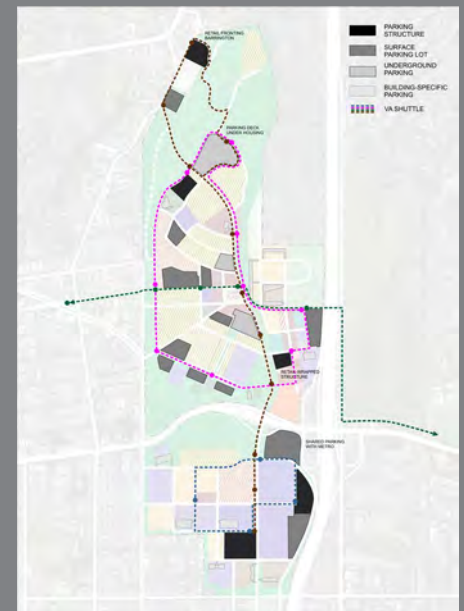 RETAIL FRONTING
BARRINGTON
PARKING
STRUCTURE
SURFACE
PARKING LOT
UNDERGROUND
PARKING
BUILDING-SPECIFIC
PARKING
VA SHUTTLE
PARKING DECK
UNDER HOUSING
RETAIL-WRAPPED
STRUCTURE
SHARED PARKING
WITH METRO